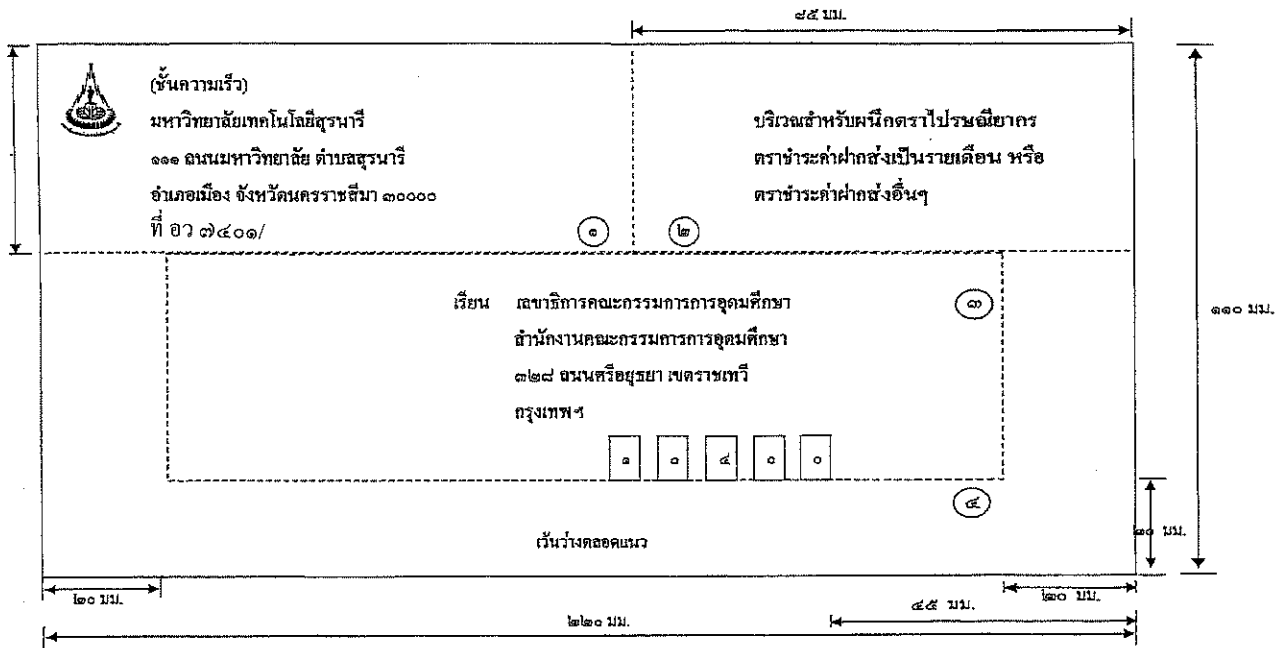 ๘๕ มม.
(ชั้นความเร็ว)
มหาวิทยาลัยเทคโนโลยีสุรนารี
๑๑๑ ถนนมหาวิทยาลัย ตำบลสุรนารี
อำเภอเมือง จังหวัดนครราชสีมา ๓๐๐๐๐
ที่ อว ๗๔๐๑/
๑
บริเวณสำหรับผนึกตราไปรษณียากร
ตราชำระค่าฝากส่งเป็นรายเดือน หรือ
ตราชำระค่าฝากส่งอื่นๆ
๒
เรียน เลขาธิการคณะกรรมการการอุดมศึกษา
๓
สำนักงานคณะกรรมการการอุดมศึกษา
๓๒๘ ถนนศรีอยุธยา เขตราชเทวี
กรุงเทพฯ
๑ ๐ ๔ ๐ ๐
๔
เว้นว่างตลอดแนว
๑๑๐ มม.
๒๐ มม.
๒๐ มม.
๒๐ มม.
๔๕ มม.
๒๒๐ มม.